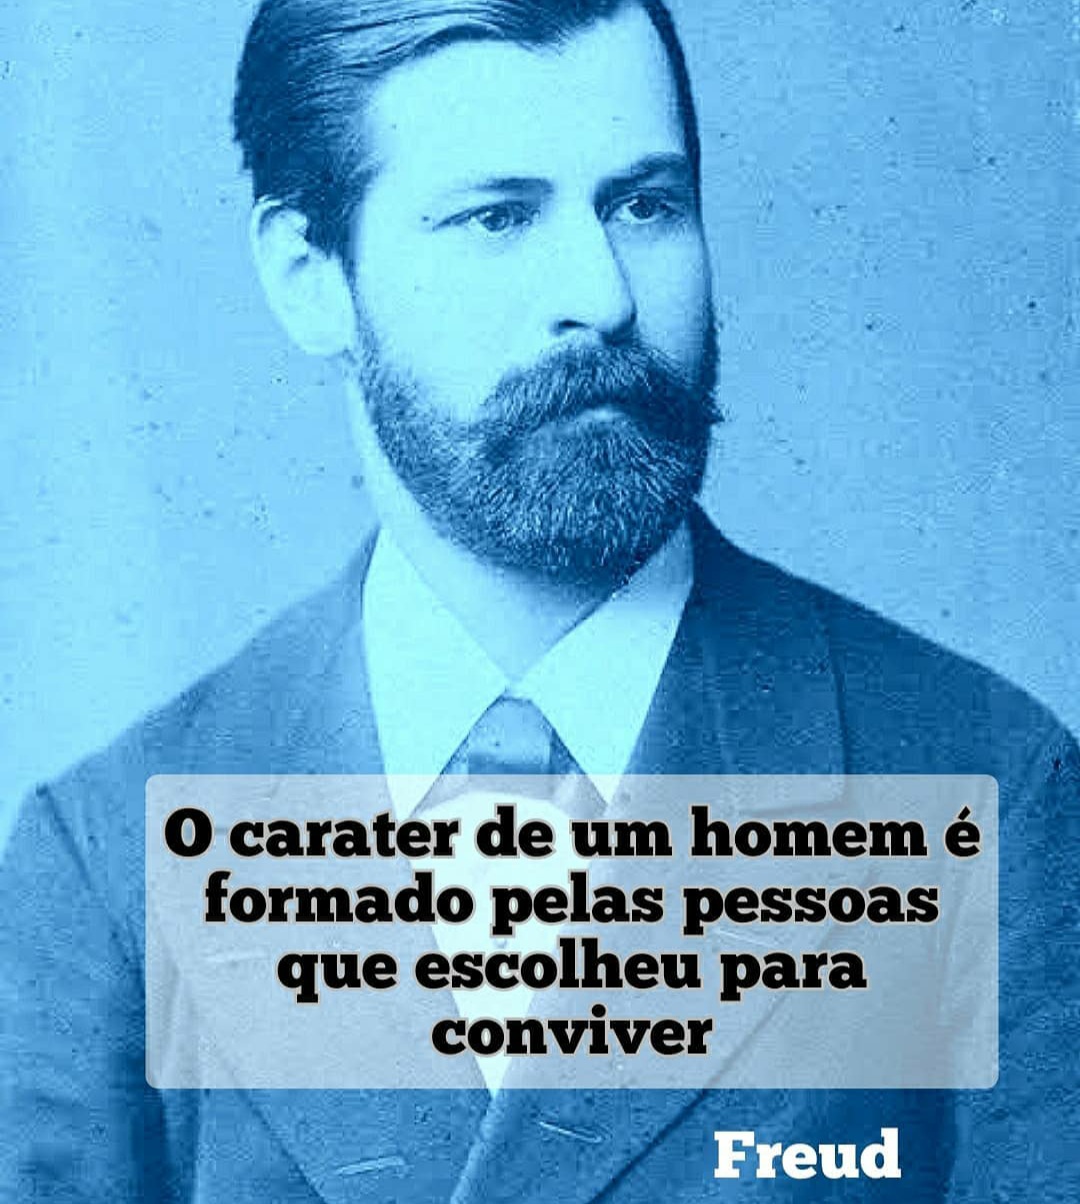 O carater de um homem é
formado pelas pessoas
que escolheu para
conviver
Freud